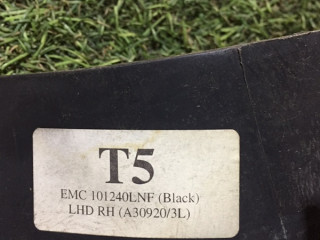 T5
EMC 101240LNF (Black)
LHD RH (A30920/3L)